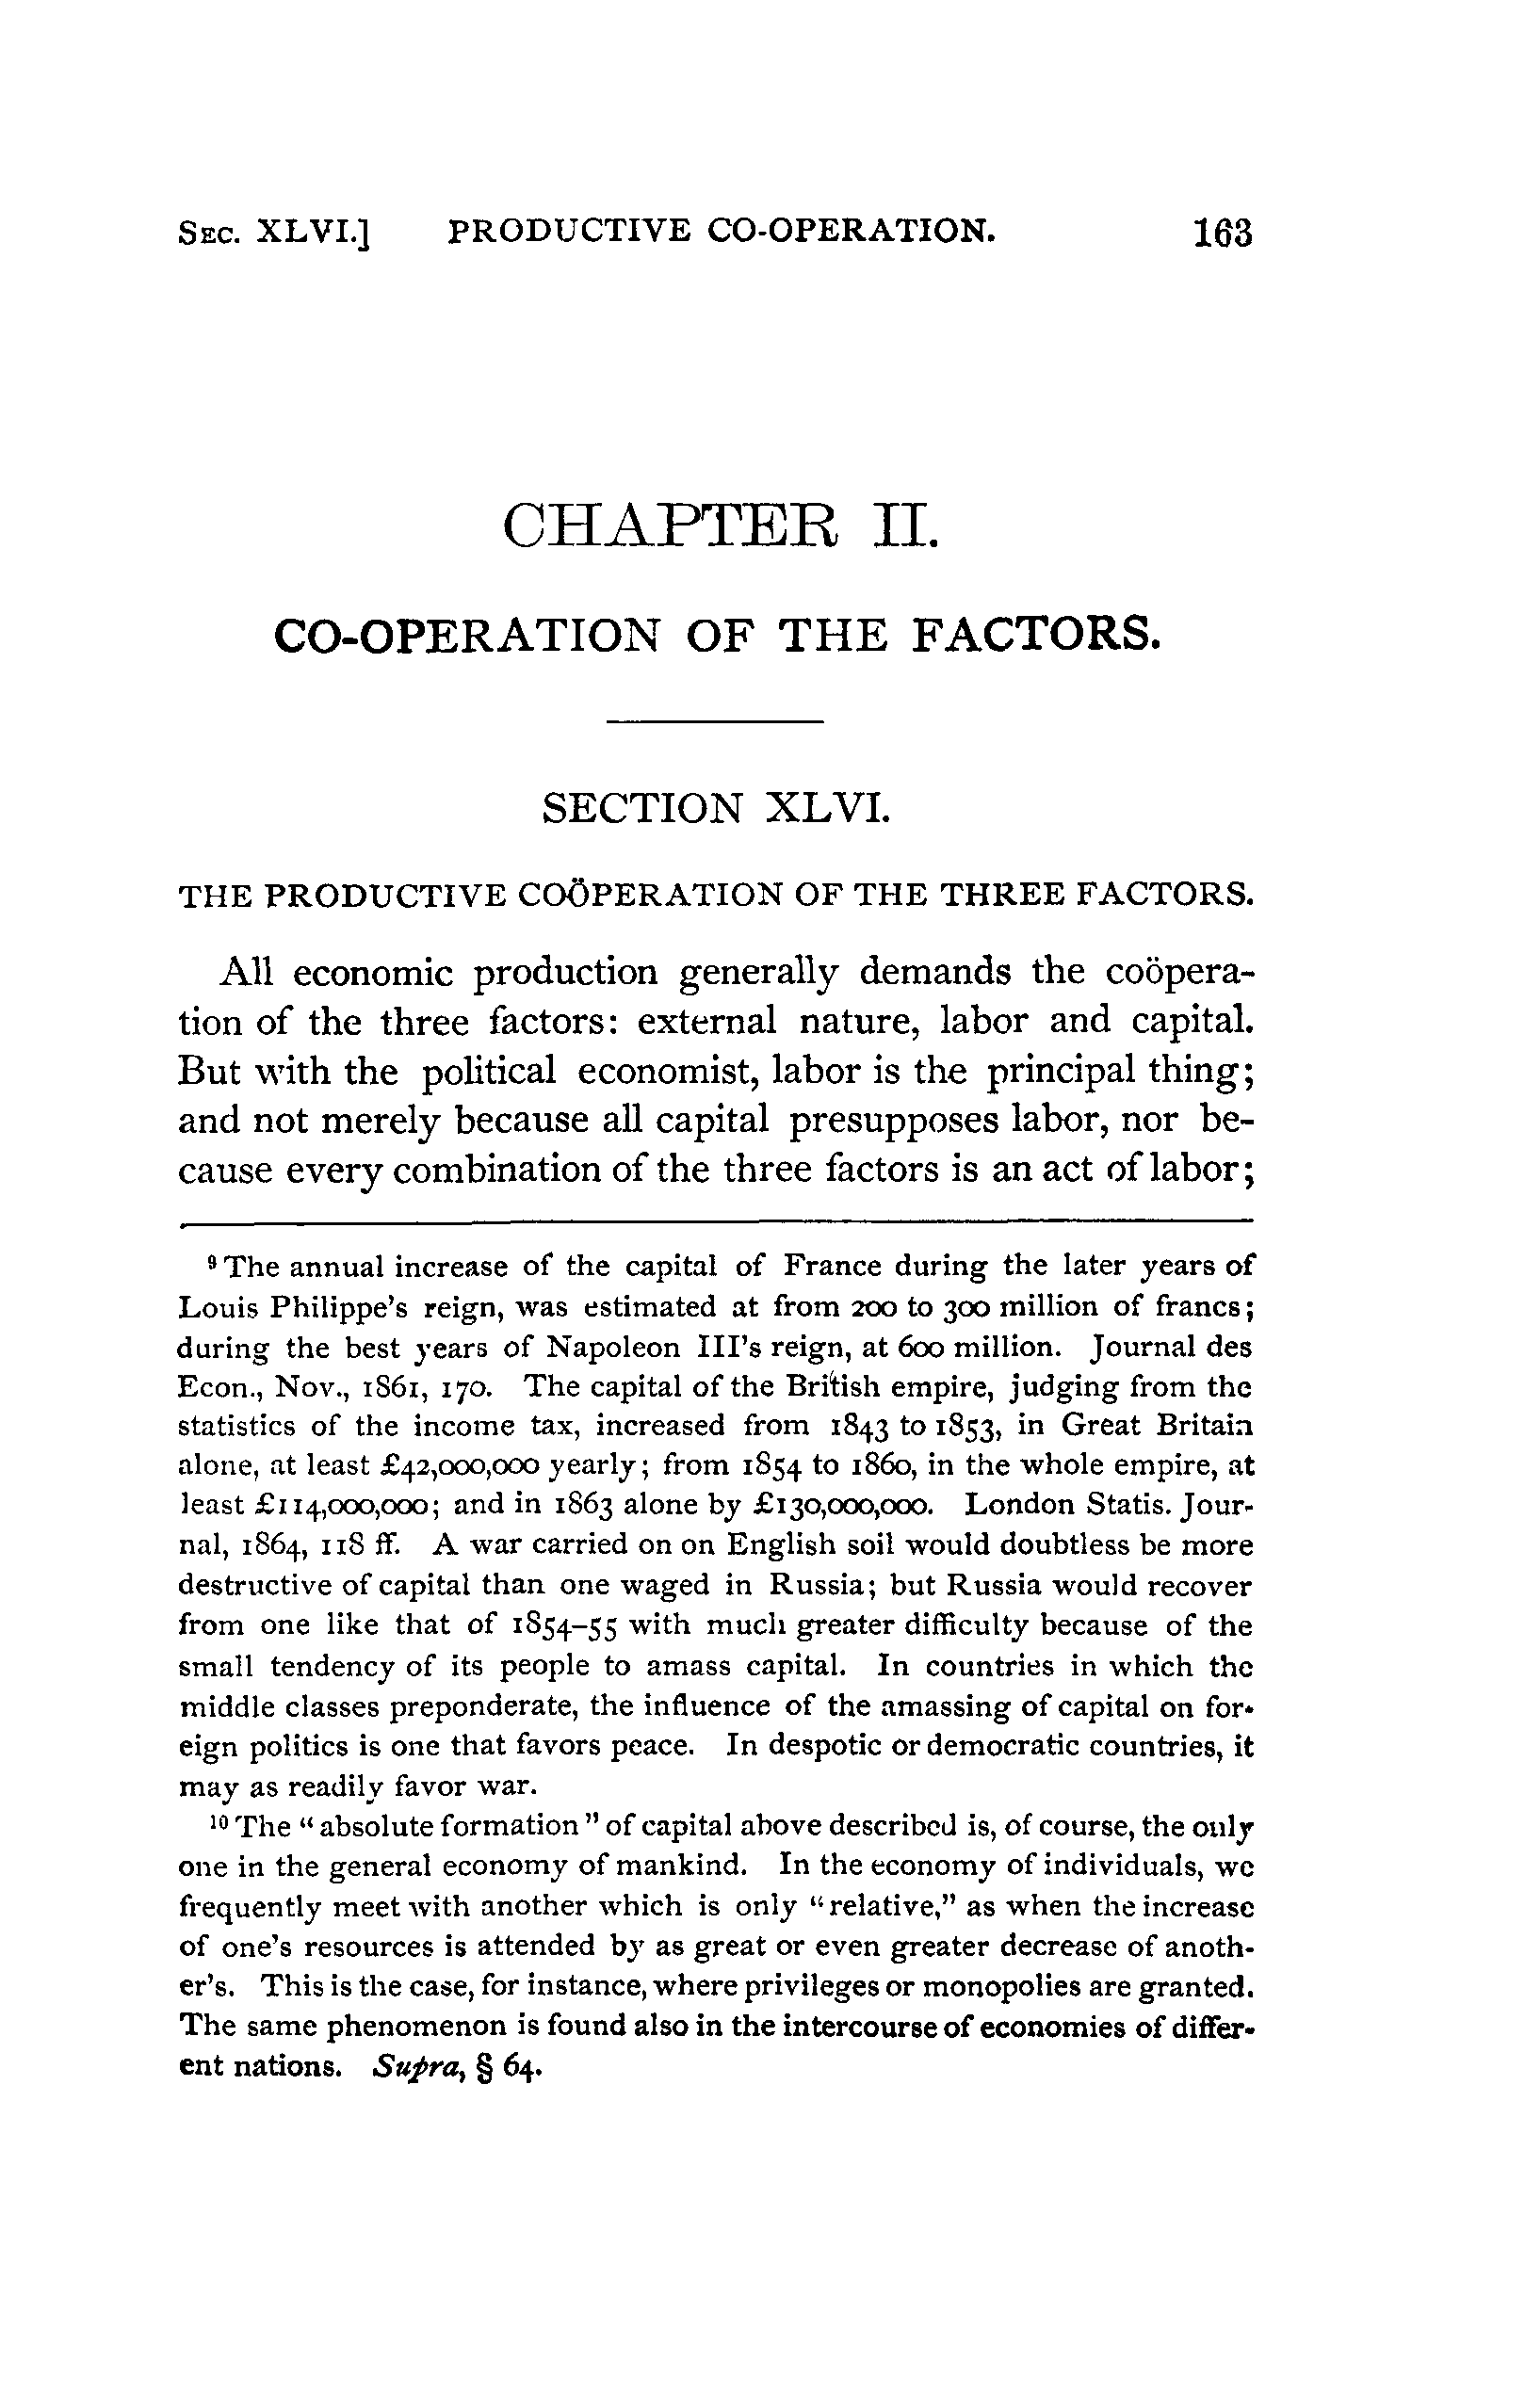 SEC. XLVI.] PRODUCTIVE CO-OPERATION. 163
CHAPTER II.
CO-OPERATION OF THE FACTORS.
SECTION XLVI.
THE PRODUCTIVE COÖPERATION OF THE THREE FACTORS.
All economic production generally demands the coöpera-
tion of the three factors: external nature, labor and capital.
But with the political economist, labor is the principal thing;
and not merely because all capital presupposes labor, nor be-
cause every combination of the three factors is an act of labor;
⁹ The annual increase of the capital of France during the later years of
Louis Philippe's reign, was estimated at from 200 to 300 million of francs;
during the best years of Napoleon III's reign, at 600 million. Journal des
Econ., Nov., 1861, 170. The capital of the British empire, judging from the
statistics of the income tax, increased from 1843 to 1853, in Great Britain
alone, at least £42,000,000 yearly; from 1854 to 1860, in the whole empire, at
least £114,000,000; and in 1863 alone by £130,000,000. London Statis. Jour-
nal, 1864, 118 ff. A war carried on on English soil would doubtless be more
destructive of capital than one waged in Russia; but Russia would recover
from one like that of 1854–55 with much greater difficulty because of the
small tendency of its people to amass capital. In countries in which the
middle classes preponderate, the influence of the amassing of capital on for-
eign politics is one that favors peace. In despotic or democratic countries, it
may as readily favor war.
¹⁰ The "absolute formation" of capital above described is, of course, the only
one in the general economy of mankind. In the economy of individuals, we
frequently meet with another which is only "relative," as when the increase
of one's resources is attended by as great or even greater decrease of anoth-
er's. This is the case, for instance, where privileges or monopolies are granted.
The same phenomenon is found also in the intercourse of economies of differ-
ent nations. Supra, § 64.